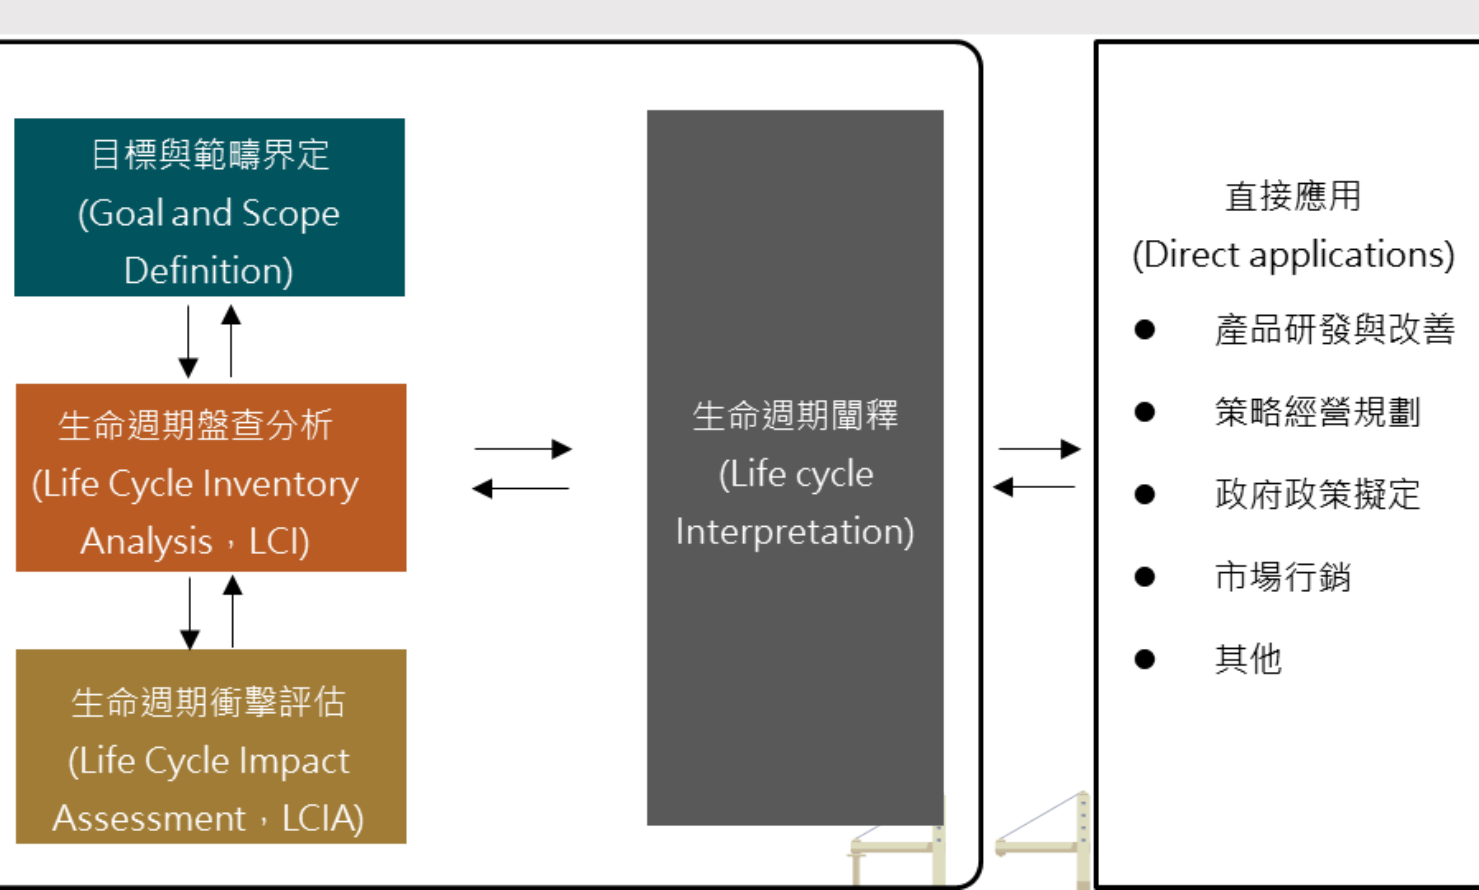 目標與範疇界定
(Goal and Scope
Definition)
生命週期盤查分析
(Life Cycle Inventory
Analysis，LCI)
生命週期衝擊評估
(Life Cycle Impact
Assessment，LCIA)
生命週期闡釋
(Life cycle
Interpretation)
直接應用
(Direct applications)
● 產品研發與改善
● 策略經營規劃
● 政府政策擬定
● 市場行銷
● 其他